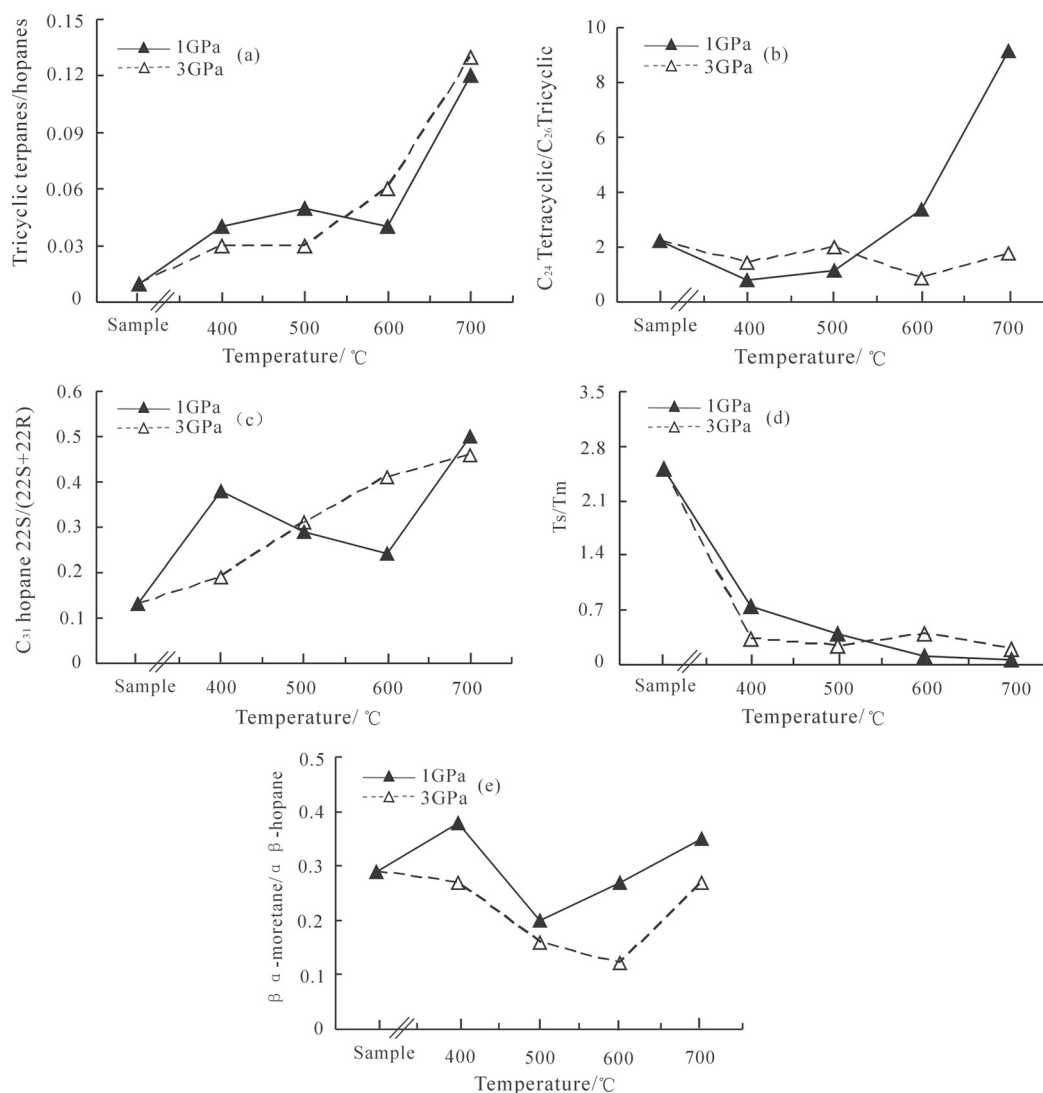 Tricyclic terpanes/hopanes
0.15
0.12
0.09
0.06
0.03
0
1GPa
3GPa
(a)
Sample
400
500
600
700
Temperature/ ℃
C₂₄ Tetracyclic/C₂₆Tricyclic
10
8
6
4
2
0
1GPa
3GPa
(b)
Sample
400
500
600
700
Temperature/ ℃
C₃₁ hopane 22S/(22S+22R)
0.6
0.5
0.4
0.3
0.2
0.1
0
1GPa
3GPa
(c)
Sample
400
500
600
700
Temperature/ ℃
Ts/Tm
3.5
2.8
2.1
1.4
0.7
0
1GPa
3GPa
(d)
Sample
400
500
600
700
Temperature/ ℃
β α-moretane/ α β-hopane
0.5
0.4
0.3
0.2
0.1
0
1GPa
3GPa
(e)
Sample
400
500
600
700
Temperature/℃